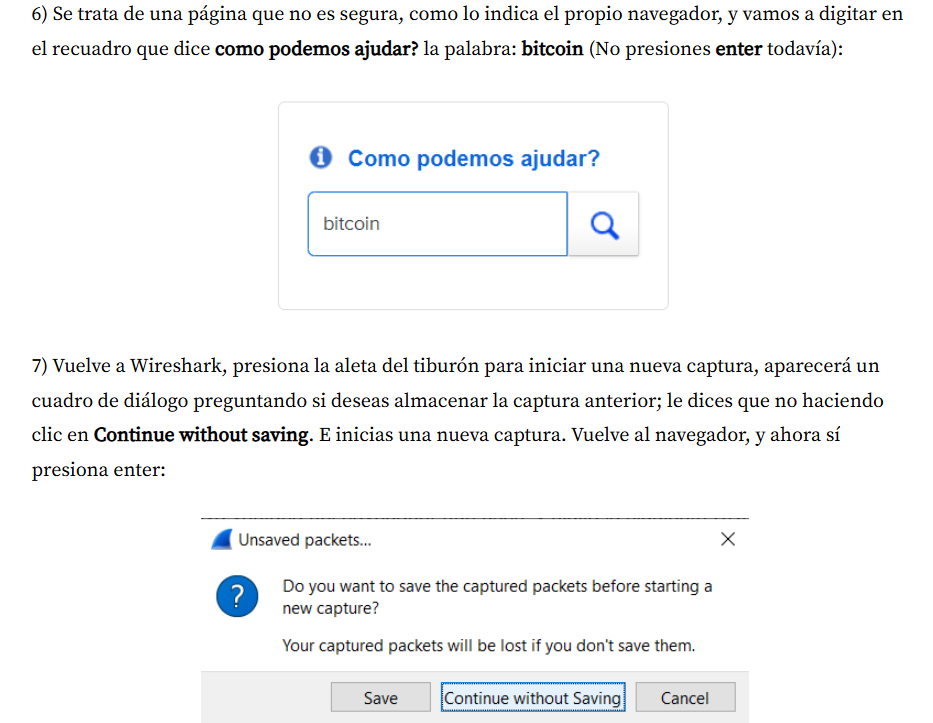 6) Se trata de una página que no es segura, como lo indica el propio navegador, y vamos a digitar en
el recuadro que dice como podemos ajudar? la palabra: bitcoin (No presiones enter todavía):
Como podemos ajudar?
bitcoin
7) Vuelve a Wireshark, presiona la aleta del tiburón para iniciar una nueva captura, aparecerá un
cuadro de diálogo preguntando si deseas almacenar la captura anterior; le dices que no haciendo
clic en Continue without saving. E inicias una nueva captura. Vuelve al navegador, y ahora sí
presiona enter:
Unsaved packets...
Do you want to save the captured packets before starting a
new capture?
Your captured packets will be lost if you don't save them.
Save Continue without Saving Cancel